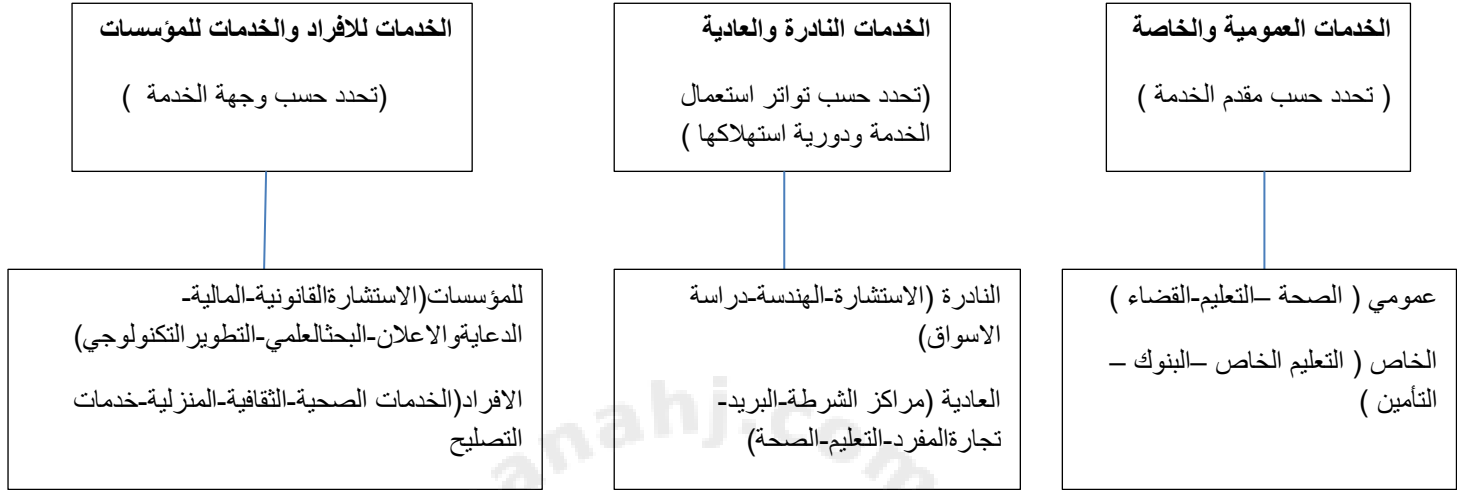 الخدمات العمومية والخاصة
( تحدد حسب مقدم الخدمة )
الخدمات النادرة والعادية
(تحدد حسب تواتر استعمال
الخدمة ودورية استهلاكها )
الخدمات للافراد والخدمات للمؤسسات
(تحدد حسب وجهة الخدمة )
عمومي ( الصحة –التعليم-القضاء )
الخاص ( التعليم الخاص –البنوك –
التأمين )
النادرة (الاستشارة-الهندسة-دراسة
الاسواق)
العادية (مراكز الشرطة-البريد-
تجارةالمفرد-التعليم-الصحة)
للمؤسسات(الاستشارةالقانونية-المالية-
الدعايةوالاعلان-البحثالعلمي-التطويرالتكنولوجي)
الافراد(الخدمات الصحية-الثقافية-المنزلية-خدمات
التصليح
anahj.com